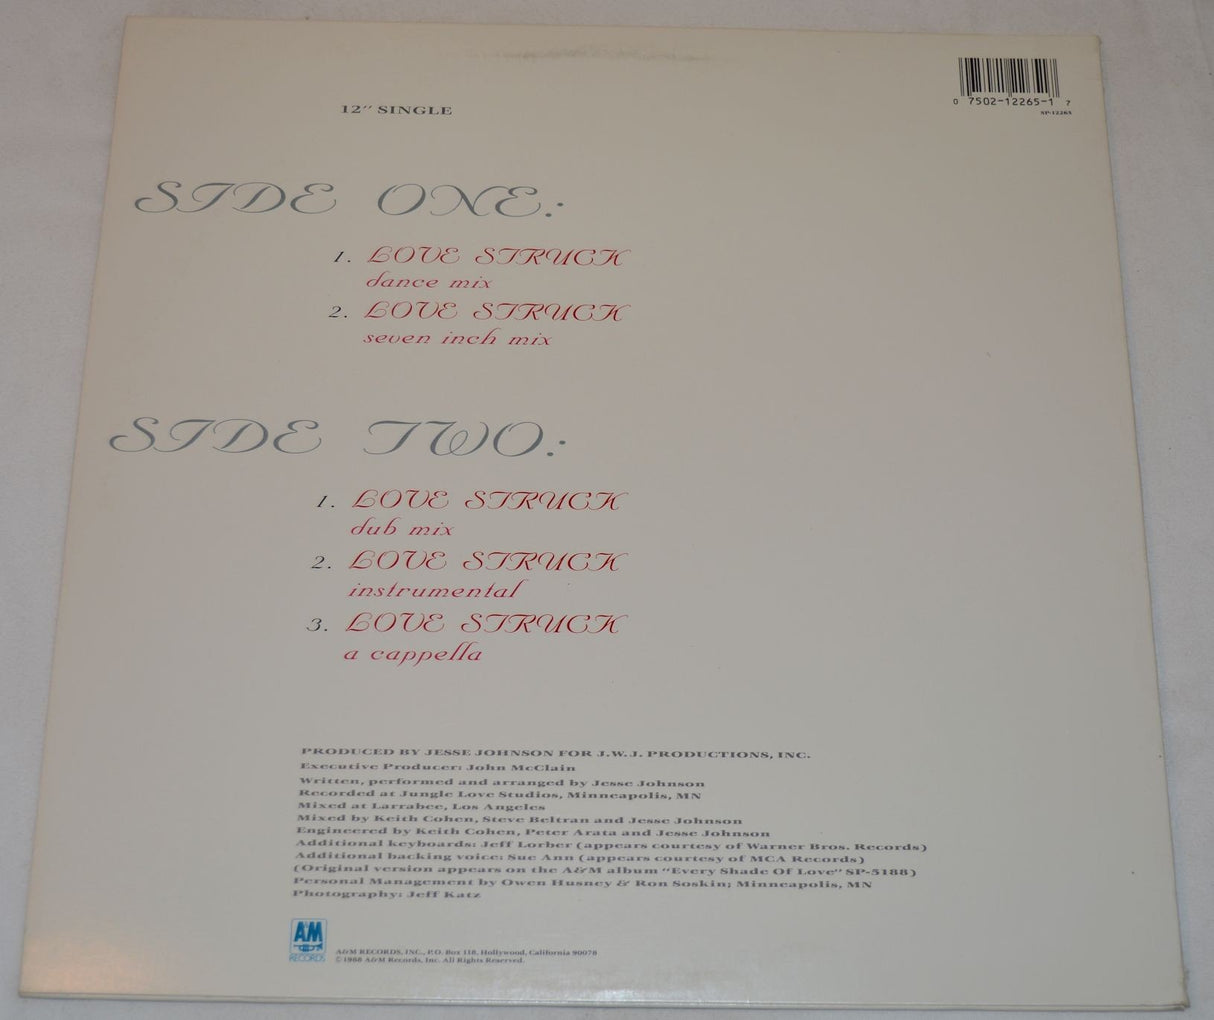 12" SINGLE
0 7502-12265-1 7
SP-12265
SIDE ONE:
1. LOVE STRUCK
dance mix
2. LOVE STRUCK
seven inch mix
SIDE TWO:
1. LOVE STRUCK
dub mix
2. LOVE STRUCK
instrumental
3. LOVE STRUCK
a cappella
PRODUCED BY JESSE JOHNSON FOR J.W.J. PRODUCTIONS, INC.
Executive Producer: John McClain
Written, performed and arranged by Jesse Johnson
Recorded at Jungle Love Studios, Minneapolis, MN
Mixed at Larrabee, Los Angeles
Mixed by Keith Cohen, Steve Beltran and Jesse Johnson
Engineered by Keith Cohen, Peter Arata and Jesse Johnson
Additional keyboards: Jeff Lorber (appears courtesy of Warner Bros. Records)
Additional backing voice: Sue Ann (appears courtesy of MCA Records)
(Original version appears on the A&M album "Every Shade Of Love" SP-5188)
Personal Management by Owen Husney & Ron Soskin; Minneapolis, MN
Photography: Jeff Katz
A&M
RECORDS
A&M RECORDS, INC., P.O. Box 118, Hollywood, California 90078
©1988 A&M Records, Inc. All Rights Reserved.